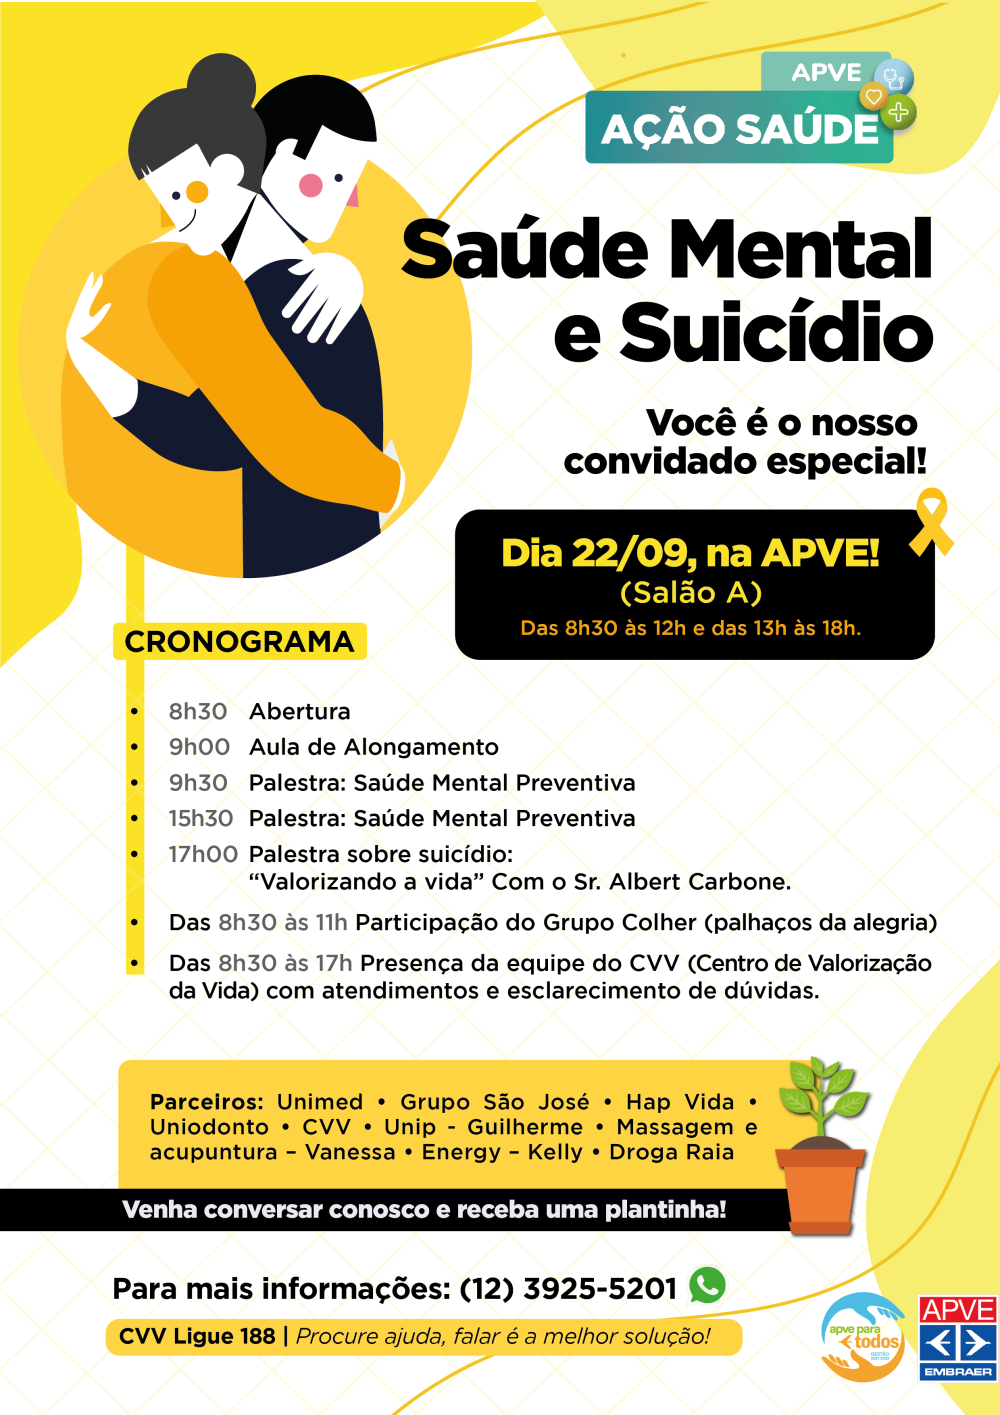 APVE
AÇÃO SAÚDE
Saúde Mental
e Suicídio
Você é o nosso
convidado especial!
Dia 22/09, na APVE!
(Salão A)
Das 8h30 às 12h e das 13h às 18h.
CRONOGRAMA
• 8h30 Abertura
• 9h00 Aula de Alongamento
• 9h30 Palestra: Saúde Mental Preventiva
• 15h30 Palestra: Saúde Mental Preventiva
• 17h00 Palestra sobre suicídio:
“Valorizando a vida” Com o Sr. Albert Carbone.
• Das 8h30 às 11h Participação do Grupo Colher (palhaços da alegria)
• Das 8h30 às 17h Presença da equipe do CVV (Centro de Valorização
da Vida) com atendimentos e esclarecimento de dúvidas.
Parceiros: Unimed • Grupo São José • Hap Vida •
Uniodonto • CVV • Unip - Guilherme • Massagem e
acupuntura – Vanessa • Energy – Kelly • Droga Raia
Venha conversar conosco e receba uma plantinha!
Para mais informações: (12) 3925-5201
CVV Ligue 188 | Procure ajuda, falar é a melhor solução!
apve para
todos
APVE
EMBRAER